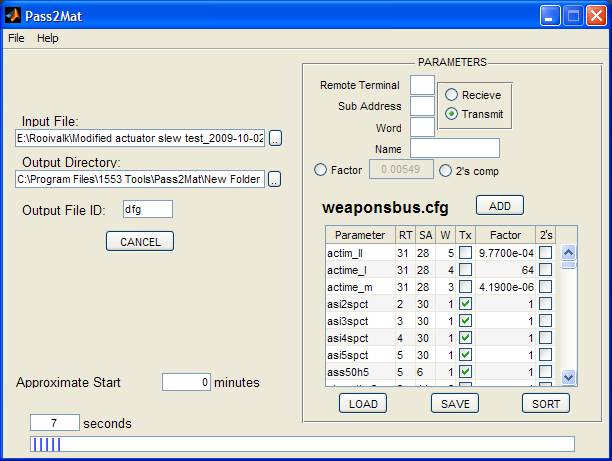 Pass2Mat
File Help
PARAMETERS
Remote Terminal
Sub Address
Word
Name
Recieve
Transmit
Factor 0.00549 2's comp
Input File:
E:\Rooivalk\Modified actuator slew test_2009-10-02
..
Output Directory:
C:\Program Files\1553 Tools\Pass2Mat\New Folder
..
Output File ID: dfg
CANCEL
weaponsbus.cfg
ADD
Parameter RT SA W Tx Factor 2's
actim_ll 31 28 5 9.7700e-04
actime_l 31 28 4 64
actime_m 31 28 3 4.1900e-06
asi2spct 2 30 1 1
asi3spct 3 30 1 1
asi4spct 4 30 1 1
asi5spct 5 30 1 1
ass50h5 5 6 1 1
LOAD SAVE SORT
Approximate Start 0 minutes
7 seconds